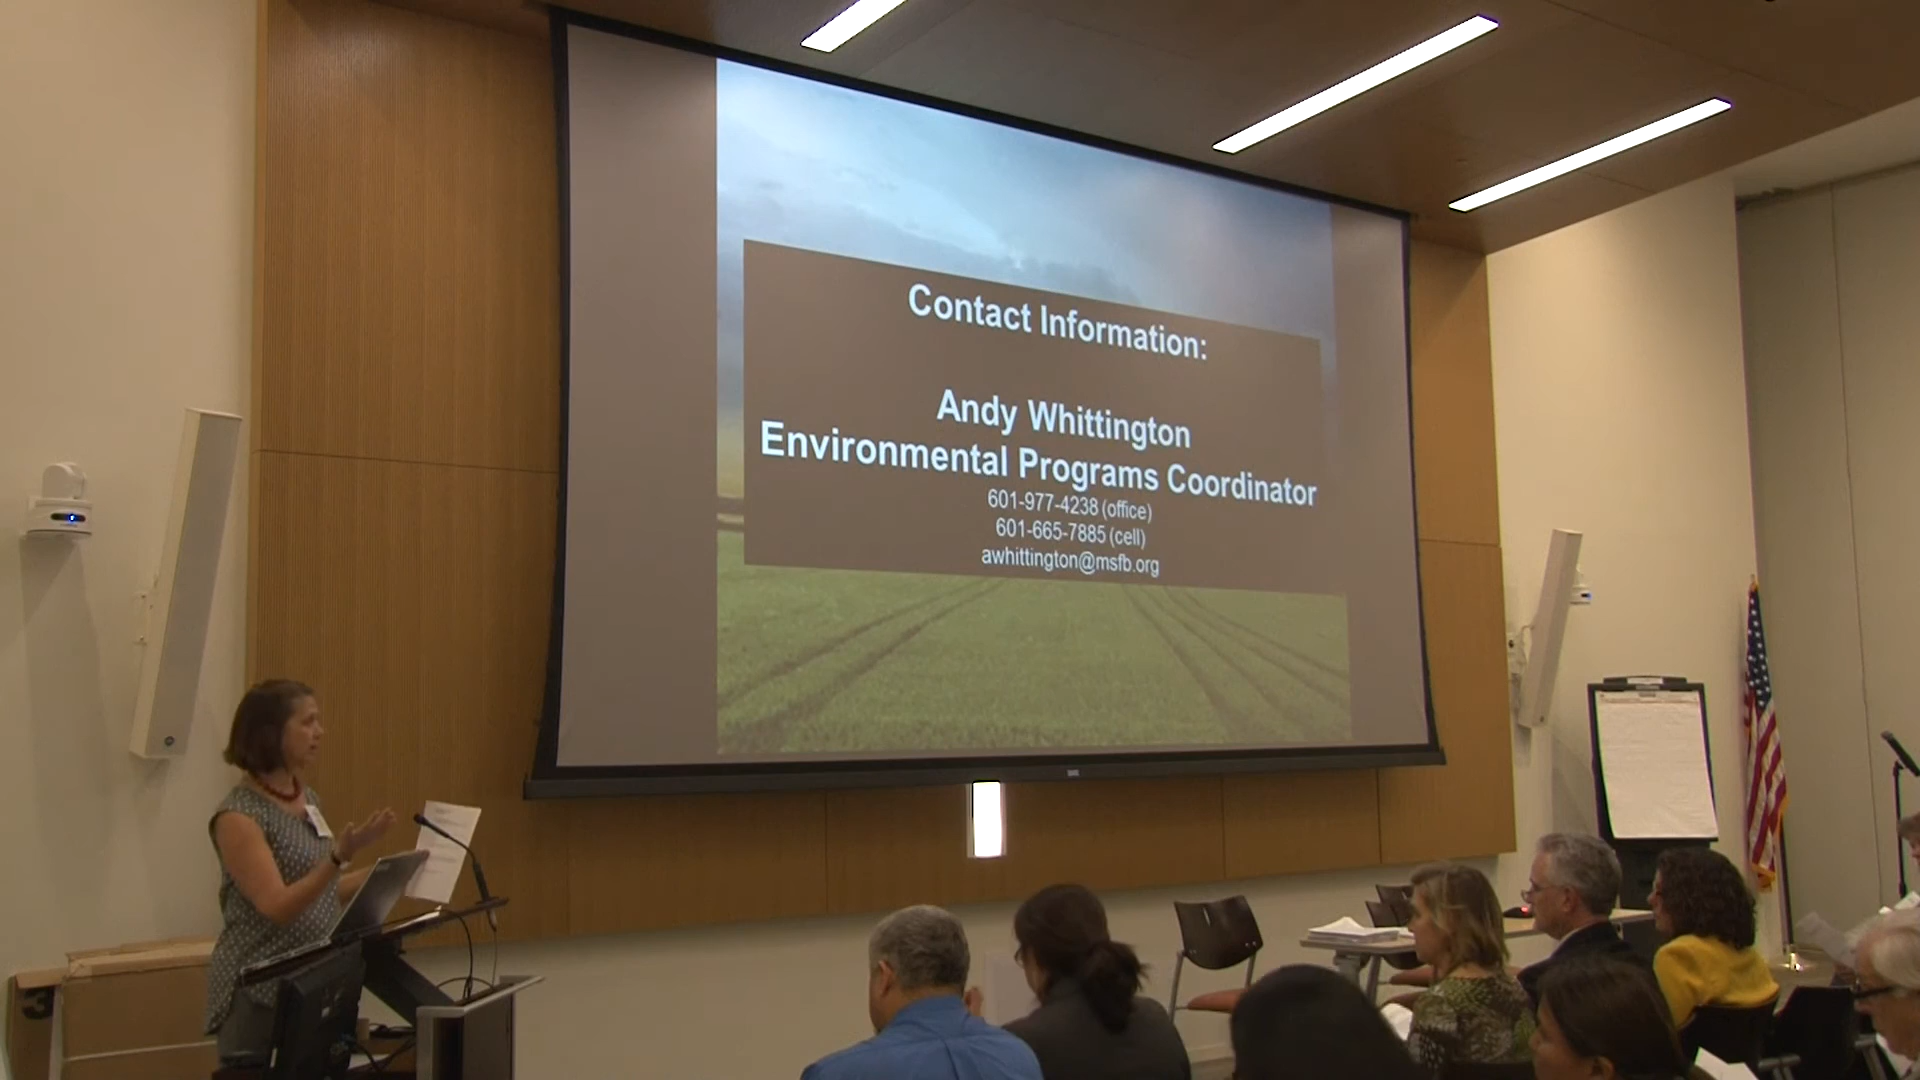 Contact Information:
Andy Whittington
Environmental Programs Coordinator
601-977-4238 (office)
601-665-7885 (cell)
awhittington@msfb.org